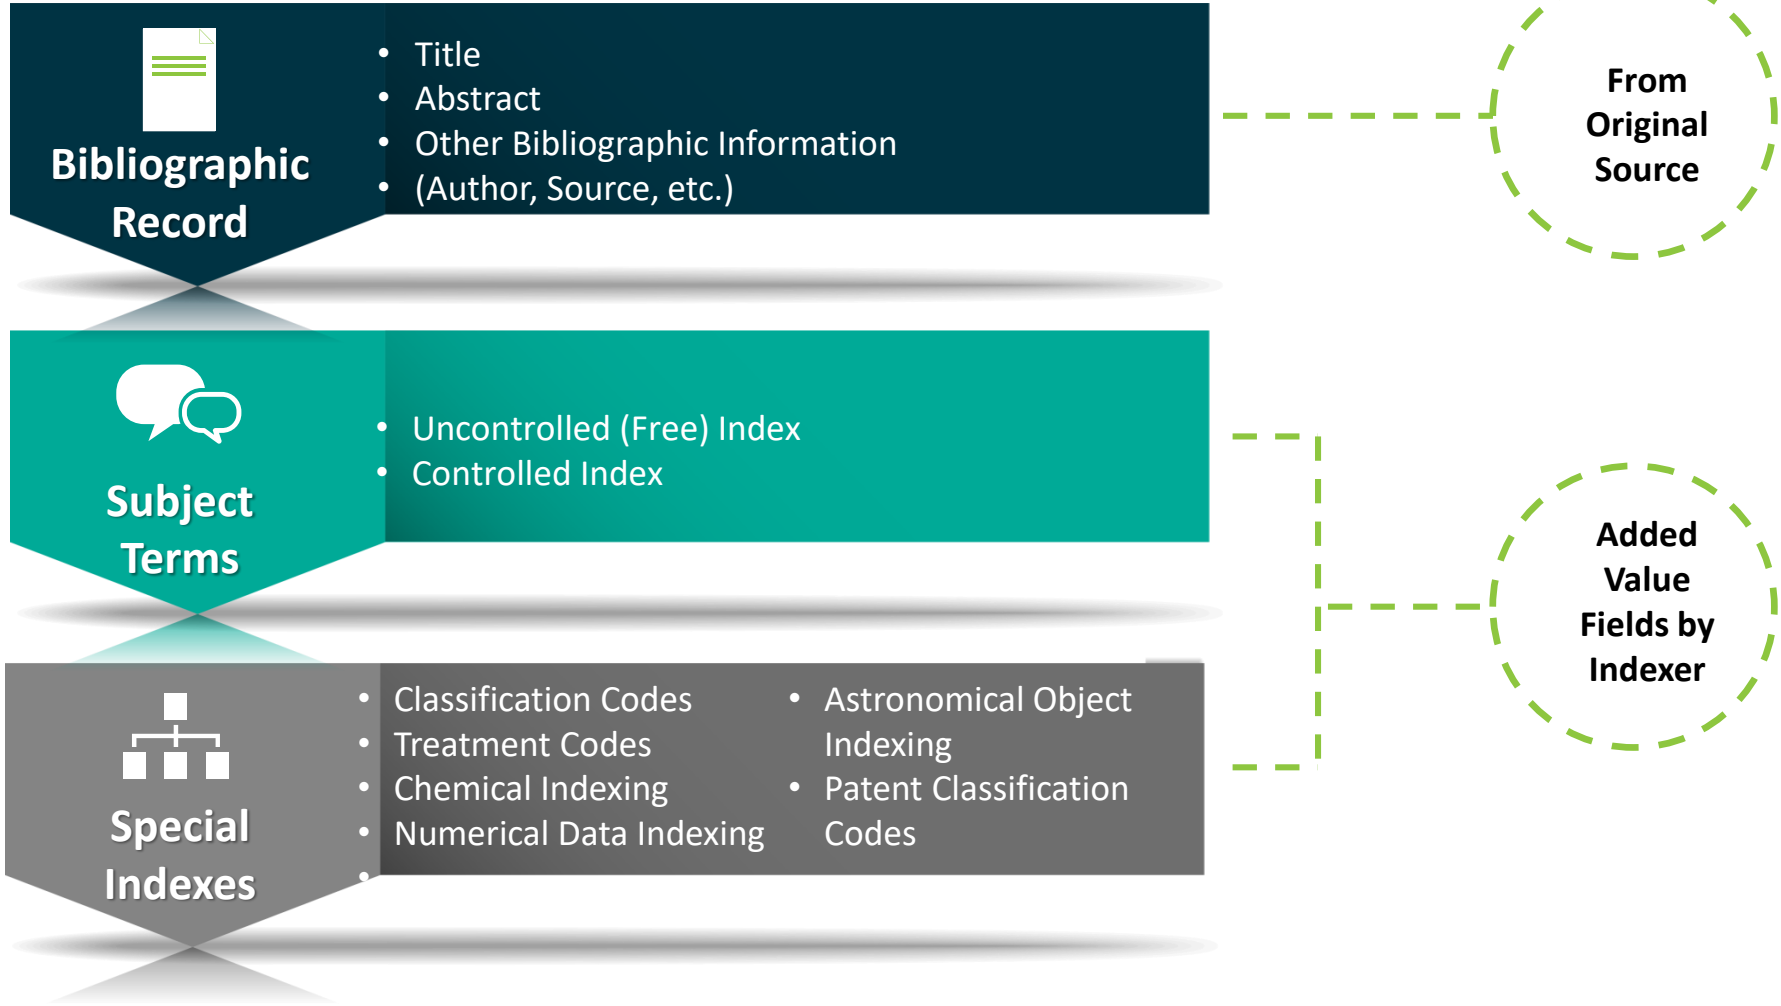 Bibliographic
Record
• Title
• Abstract
• Other Bibliographic Information
• (Author, Source, etc.)
From
Original
Source
Subject
Terms
• Uncontrolled (Free) Index
• Controlled Index
Added
Value
Fields by
Indexer
Special
Indexes
• Classification Codes
• Treatment Codes
• Chemical Indexing
• Numerical Data Indexing
•
• Astronomical Object
Indexing
• Patent Classification
Codes